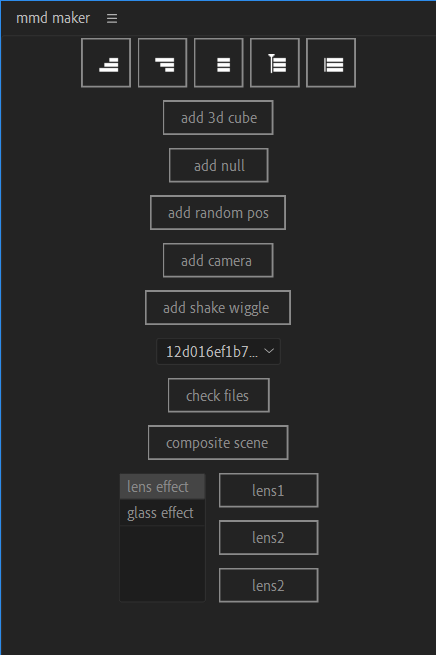 mmd maker
add 3d cube
add null
add random pos
add camera
add shake wiggle
12d016ef1b7...
check files
composite scene
lens effect
glass effect
lens1
lens2
lens2